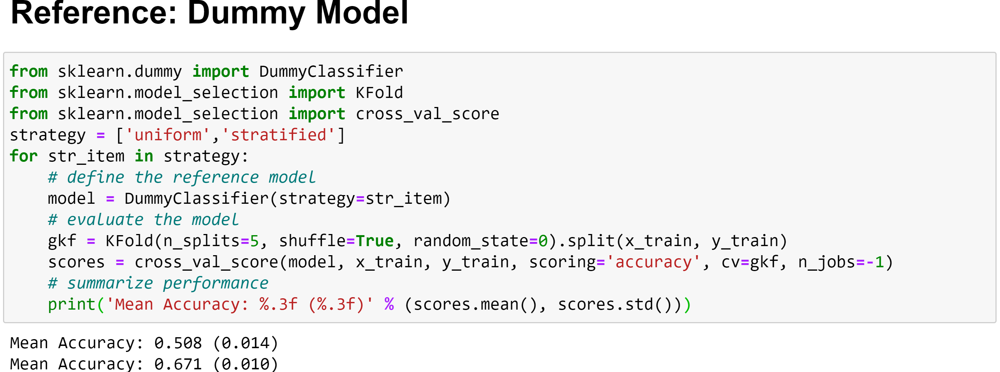 Reference: Dummy Model
from sklearn.dummy import DummyClassifier
from sklearn.model_selection import KFold
from sklearn.model_selection import cross_val_score
strategy = ['uniform','stratified']
for str_item in strategy:
    # define the reference model
    model = DummyClassifier(strategy=str_item)
    # evaluate the model
    gkf = KFold(n_splits=5, shuffle=True, random_state=0).split(x_train, y_train)
    scores = cross_val_score(model, x_train, y_train, scoring='accuracy', cv=gkf, n_jobs=-1)
    # summarize performance
    print('Mean Accuracy: %.3f (%.3f)' % (scores.mean(), scores.std()))
Mean Accuracy: 0.508 (0.014)
Mean Accuracy: 0.671 (0.010)